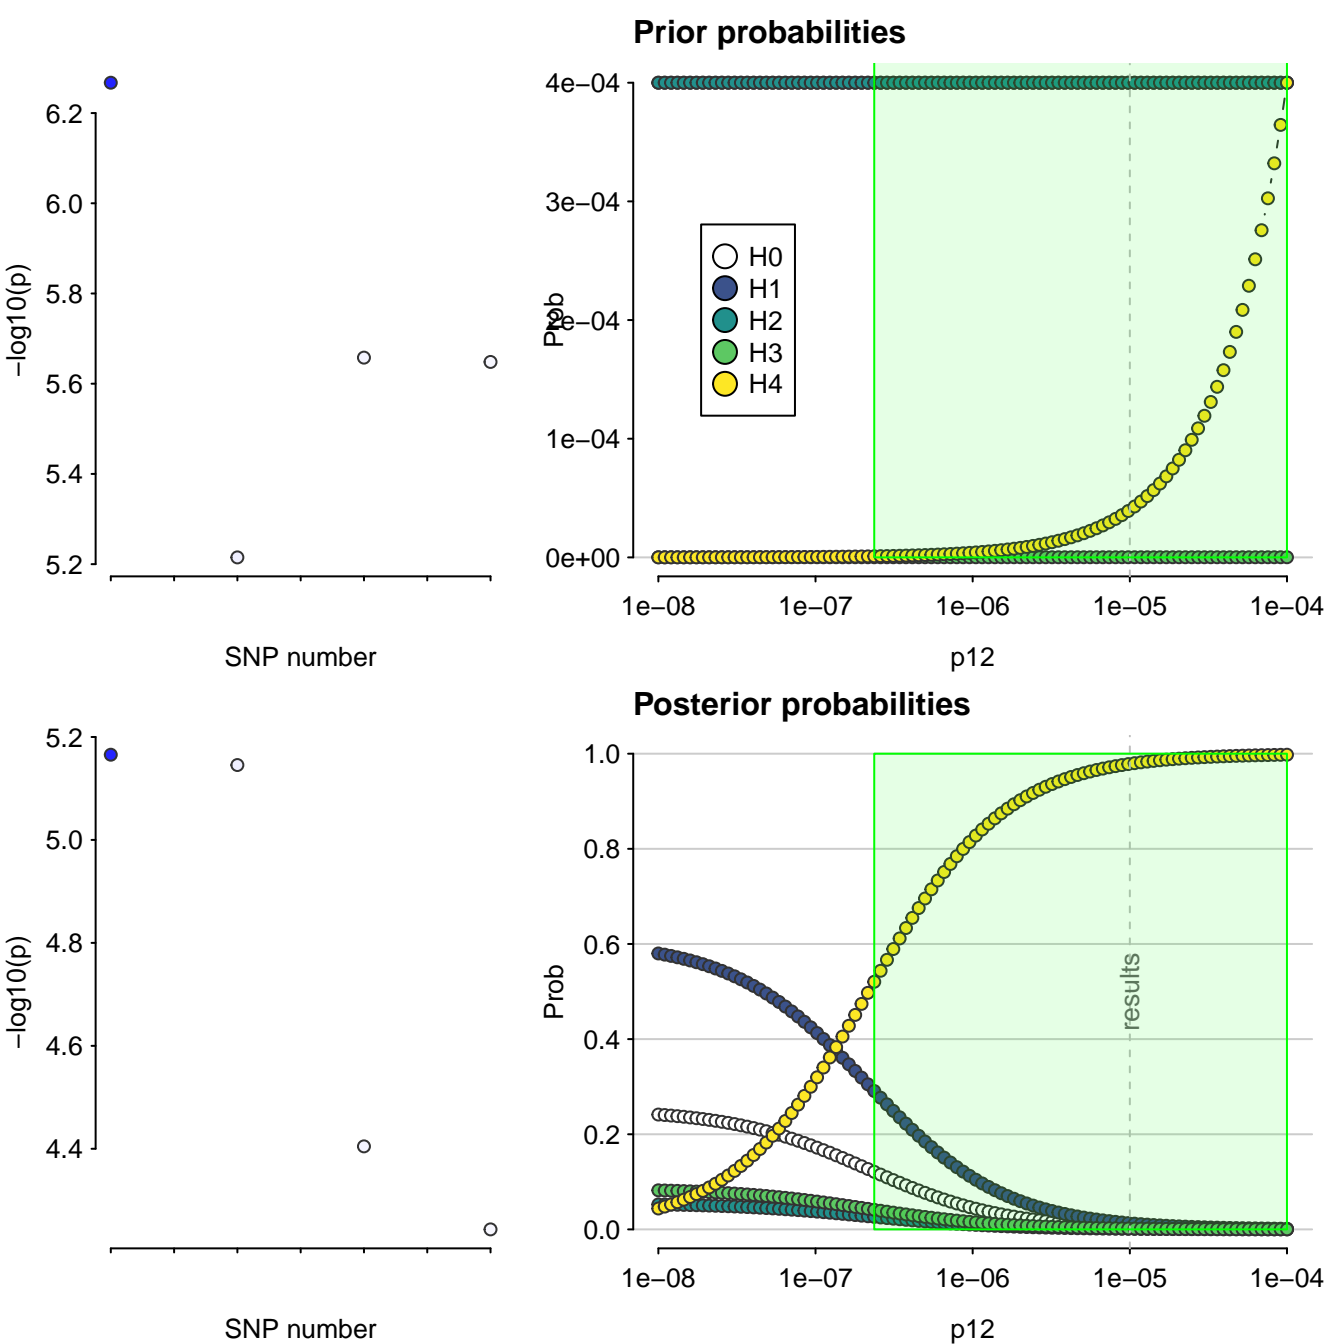 6.2
6.0
5.8
5.6
5.4
5.2
−log10(p)
SNP number
Prior probabilities
4e−04
3e−04
2e−04
1e−04
0e+00
Prob
H0
H1
H2
H3
H4
1e−08 1e−07 1e−06 1e−05 1e−04
p12
5.2
5.0
4.8
4.6
4.4
−log10(p)
SNP number
Posterior probabilities
1.0
0.8
0.6
0.4
0.2
0.0
Prob
results
1e−08 1e−07 1e−06 1e−05 1e−04
p12